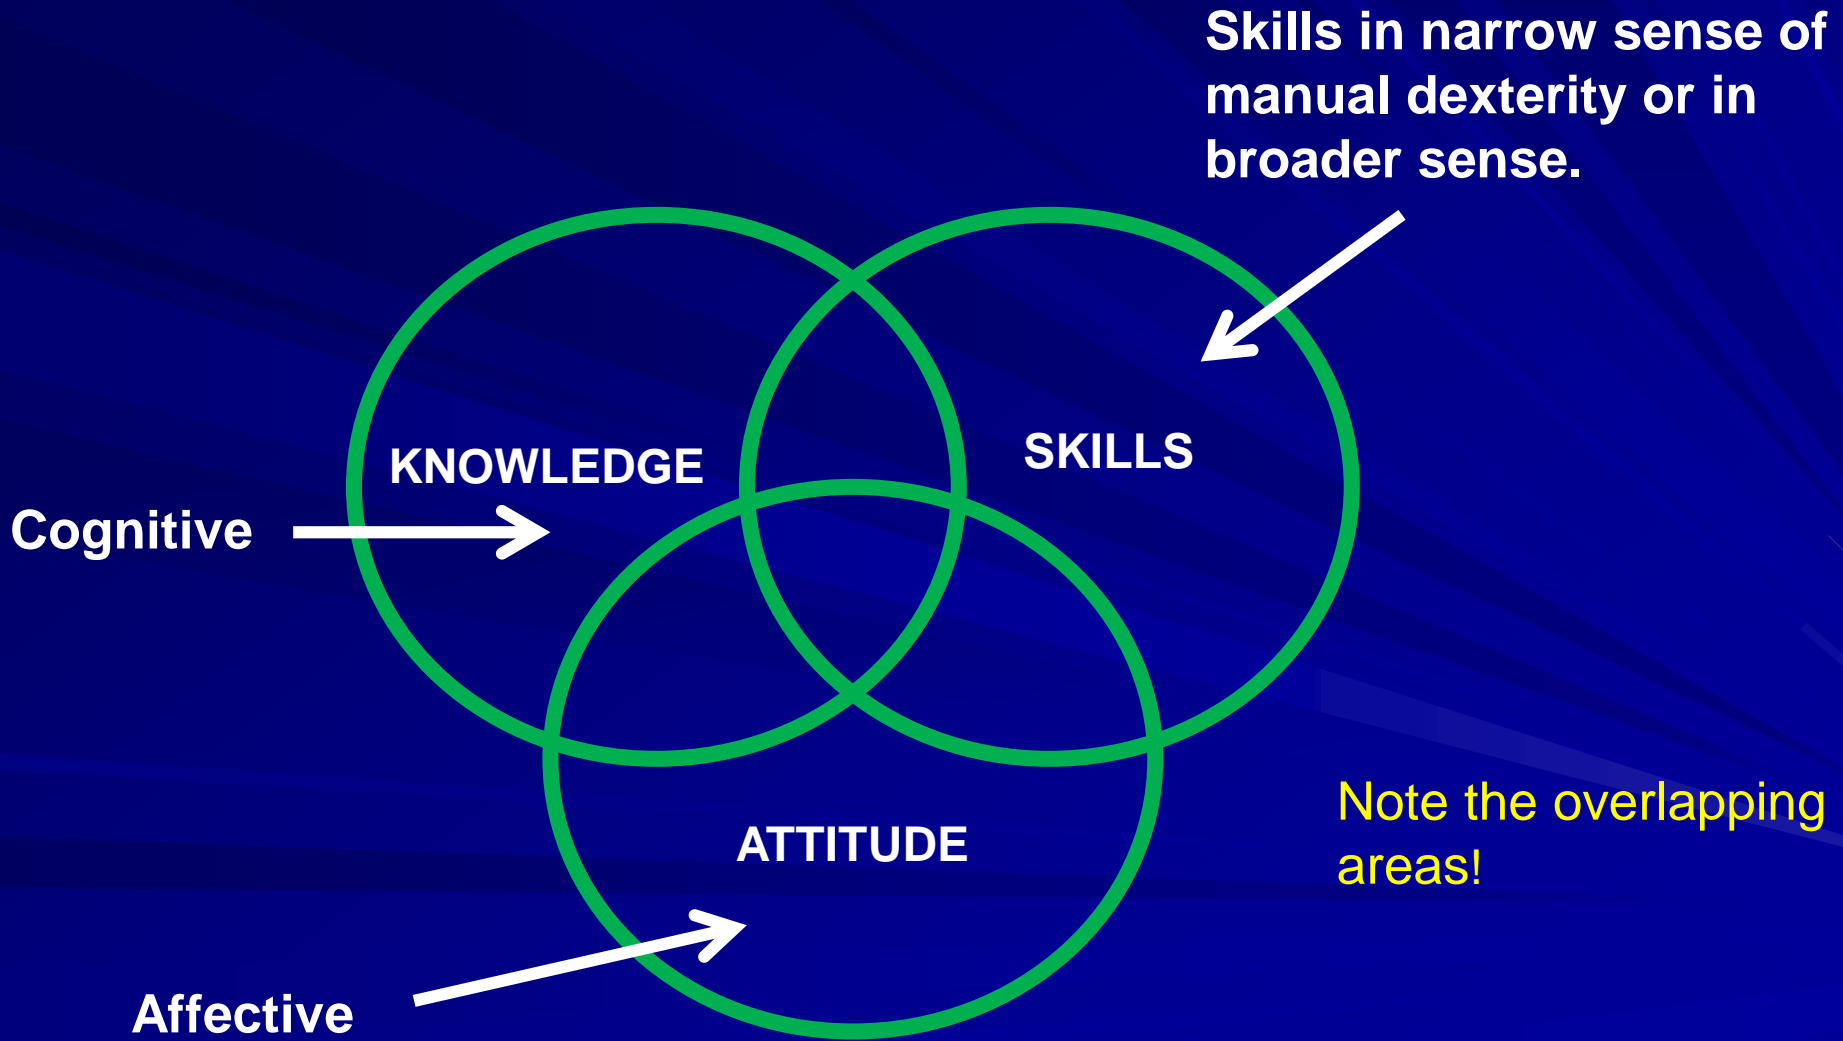 Skills in narrow sense of
manual dexterity or in
broader sense.
KNOWLEDGE
SKILLS
Cognitive
Note the overlapping
areas!
ATTITUDE
Affective